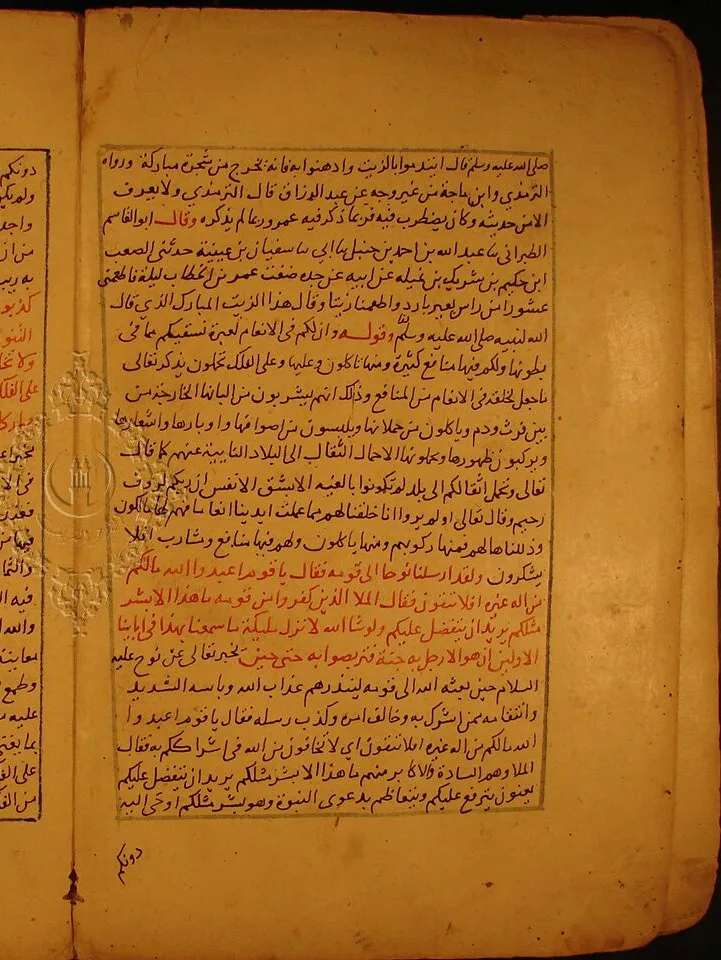 صلى الله عليه وسلم قال ائتدموا بالزيت وادهنوا به فانه يخرج من شجرة مباركة ورواه
الترمذي وابن ماجة من غير وجه عن عبد الرزاق قال الترمذي ولا يعرف
الا من حديثه وكان يضطرب فيه فربما ذكر فيه عمر وربما لم يذكره وقال ابو القاسم
الطبراني ثنا عبد الله بن احمد بن حنبل ثنا ابي ثنا سفيان بن عيينة حدثني الصعب
ابن حكيم بن شريك بن نميله عن ابيه عن جده ضفت عمر بن الخطاب ليلة فاطعمني
من راس بعير بارد واطعمنا زيتا وقال هذا الزيت المبارك الذي قال
الله لنبيه صلى الله عليه وسلم وقوله وان لكم في الانعام لعبرة نسقيكم مما في
بطونها ولكم فيها منافع كثيرة ومنها تاكلون وعليها وعلى الفلك تحملون يذكر تعالى
ما جعل لخلقه في الانعام من المنافع وذلك انهم يشربون من البانها الخارجة من
بين فرث ودم وياكلون من حملانها ويلبسون من اصوافها واوبارها واشعارها
ويركبون ظهورها ويحملونها الاحمال الثقال الى البلاد النايية عنهم كما قال
تعالى وتحمل اثقالكم الى بلد لم تكونوا بالغيه الا بشق الانفس ان ربكم لروف
رحيم وقال تعالى اولم يروا انا خلقنا لهم مما عملت ايدينا انعاما فهم لها مالكون
وذللناها لهم فمنها ركوبهم ومنها ياكلون ولهم فيها منافع ومشارب افلا
يشكرون ولقد ارسلنا نوحا الى قومه فقال يا قوم اعبدوا الله ما لكم
من اله غيره افلا تتقون فقال الملا الذين كفروا من قومه ما هذا الا بشر
مثلكم يريد ان يتفضل عليكم ولو شا الله لانزل مليكة ما سمعنا بهذا في اباينا
الاولين ان هو الا رجل به جنة فتربصوا به حتى حين يخبر تعالى عن نوح عليه
السلام حين بعثه الله الى قومه لينذرهم عذاب الله وباسه الشديد
وانتقامه ممن اشرك به وخالف امره وكذب رسله فقال يا قوم اعبدوا
الله ما لكم من اله غيره افلا تتقون اي لا تخافون من الله في اشراككم به فقال
الملا وهم السادة والاكابر منهم ما هذا الا بشر مثلكم يريد ان يتفضل عليكم
يعنون يترفع عليكم ويتعاظم بدعوى النبوة وهو بشر مثلكم اوحى اليه
دونكم